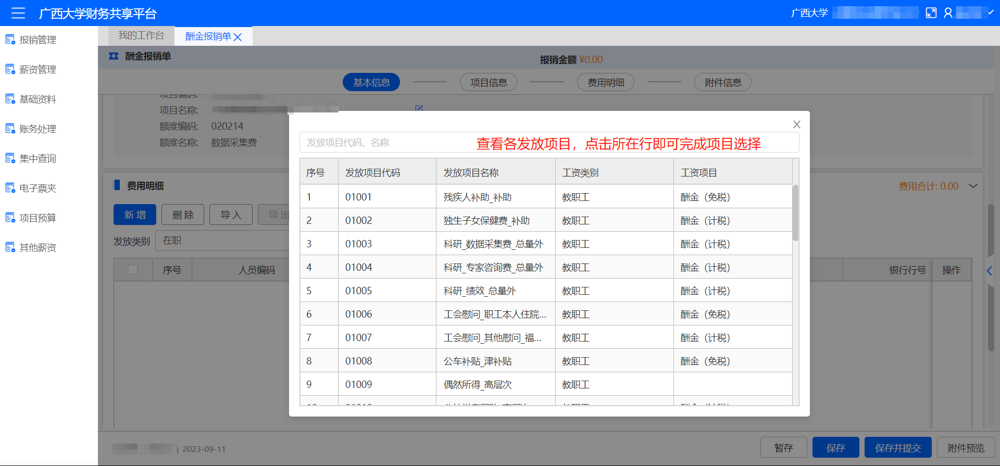 广西大学财务共享平台
广西大学
报销管理
薪资管理
基础资料
账务处理
集中查询
电子票夹
项目预算
其他薪资
我的工作台
酬金报销单
酬金报销单
报销金额 ¥0.00
基本信息
项目信息
费用明细
附件信息
项目编码:
项目名称:
额度编码: 020214
额度名称: 数据采集费
费用明细
费用合计: 0.00
新 增
删 除
导 入
导 出
发放类别 在职
序号 人员编码 银行行号 操作
发放项目代码、名称
查看各发放项目，点击所在行即可完成项目选择
序号 发放项目代码 发放项目名称 工资类别 工资项目
1 01001 残疾人补助_补助 教职工 酬金（免税）
2 01002 独生子女保健费_补助 教职工 酬金（计税）
3 01003 科研_数据采集费_总量外 教职工 酬金（计税）
4 01004 科研_专家咨询费_总量外 教职工 酬金（计税）
5 01005 科研_绩效_总量外 教职工 酬金（计税）
6 01006 工会慰问_职工本人住院... 教职工 酬金（免税）
7 01007 工会慰问_其他慰问_福... 教职工 酬金（计税）
8 01008 公车补贴_津补贴 教职工 酬金（免税）
9 01009 偶然所得_高层次 教职工
| 2023-09-11
暂存
保存
保存并提交
附件预览